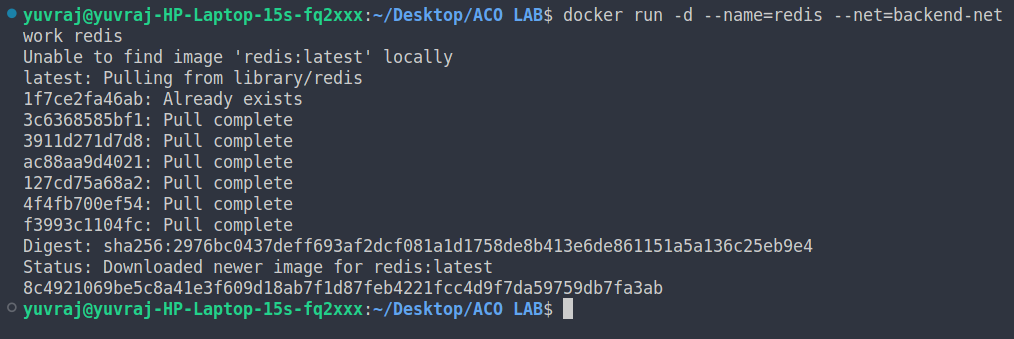 yuvraj@yuvraj-HP-Laptop-15s-fq2xxx:~/Desktop/ACO LAB$ docker run -d --name=redis --net=backend-net
work redis
Unable to find image 'redis:latest' locally
latest: Pulling from library/redis
1f7ce2fa46ab: Already exists
3c6368585bf1: Pull complete
3911d271d7d8: Pull complete
ac88aa9d4021: Pull complete
127cd75a68a2: Pull complete
4f4fb700ef54: Pull complete
f3993c1104fc: Pull complete
Digest: sha256:2976bc0437deff693af2dcf081a1d1758de8b413e6de861151a5a136c25eb9e4
Status: Downloaded newer image for redis:latest
8c4921069be5c8a41e3f609d18ab7f1d87feb4221fcc4d9f7da59759db7fa3ab
yuvraj@yuvraj-HP-Laptop-15s-fq2xxx:~/Desktop/ACO LAB$